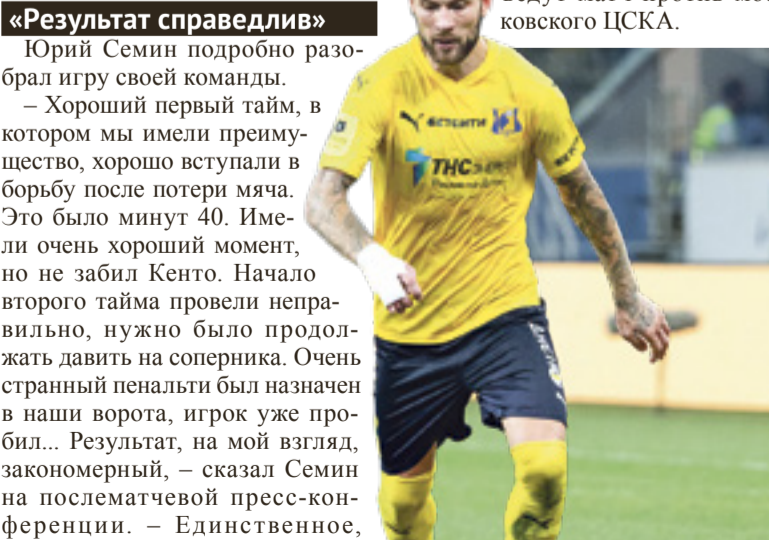 «Результат справедлив»
Юрий Семин подробно разо-
брал игру своей команды.
– Хороший первый тайм, в
котором мы имели преиму-
щество, хорошо вступали в
борьбу после потери мяча.
Это было минут 40. Име-
ли очень хороший момент,
но не забил Кенто. Начало
второго тайма провели непра-
вильно, нужно было продол-
жать давить на соперника. Очень
странный пенальти был назначен
в наши ворота, игрок уже про-
бил... Результат, на мой взгляд,
закономерный, – сказал Семин
на послематчевой пресс-кон-
ференции. – Единственное,
ковского ЦСКА.
БЕТСИТИ
ТНС